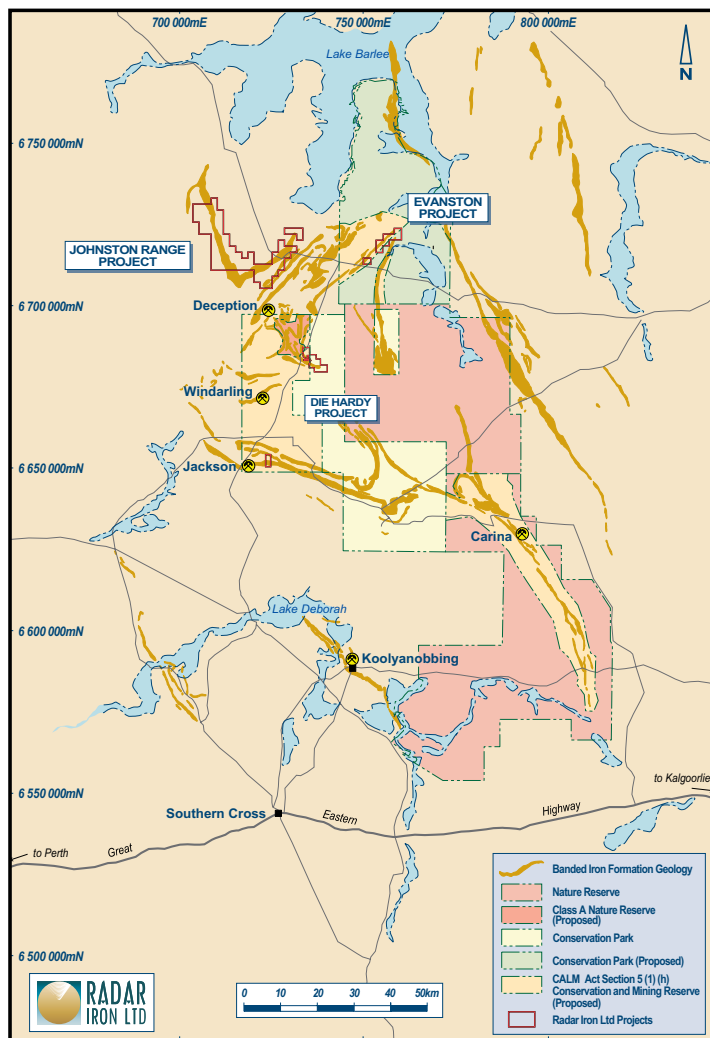 700 000mE
750 000mE
800 000mE
Lake Barlee
N
6 750 000mN
EVANSTON
PROJECT
JOHNSTON RANGE
PROJECT
6 700 000mN
Deception
Windarling
DIE HARDY
PROJECT
6 650 000mN
Jackson
Carina
6 600 000mN
Lake Deborah
Koolyanobbing
6 550 000mN
to Kalgoorlie
Southern Cross
Eastern
Highway
Great
to Perth
6 500 000mN
Banded Iron Formation Geology
Nature Reserve
Class A Nature Reserve
(Proposed)
Conservation Park
Conservation Park (Proposed)
CALM Act Section 5 (1) (h)
Conservation and Mining Reserve
(Proposed)
Radar Iron Ltd Projects
RADAR
IRON LTD
0 10 20 30 40 50km